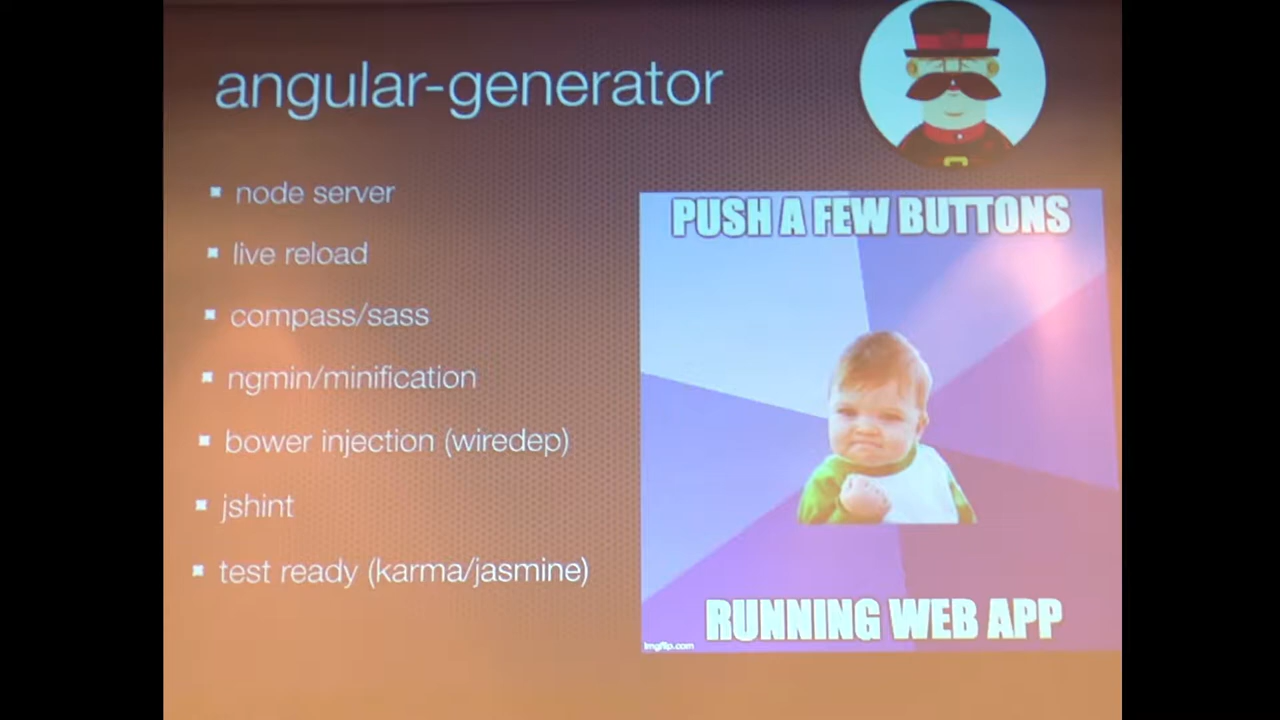 angular-generator
node server
live reload
compass/sass
ngmin/minification
bower injection (wiredep)
jshint
test ready (karma/jasmine)
PUSH A FEW BUTTONS
RUNNING WEB APP
imgflip.com